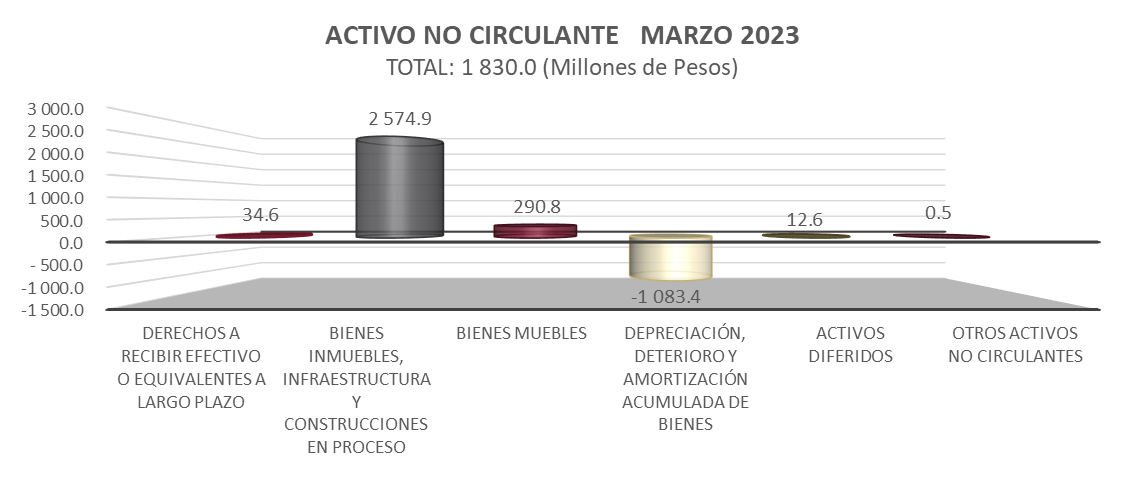 ACTIVO NO CIRCULANTE   MARZO 2023
TOTAL: 1 830.0 (Millones de Pesos)
3 000.0
2 500.0
2 000.0
1 500.0
1 000.0
500.0
0.0
- 500.0
-1 000.0
-1 500.0
34.6
2 574.9
290.8
-1 083.4
12.6
0.5
DERECHOS A
RECIBIR EFECTIVO
O EQUIVALENTES A
LARGO PLAZO
BIENES
INMUEBLES,
INFRAESTRUCTURA
Y
CONSTRUCCIONES
EN PROCESO
BIENES MUEBLES
DEPRECIACIÓN,
DETERIORO Y
AMORTIZACIÓN
ACUMULADA DE
BIENES
ACTIVOS
DIFERIDOS
OTROS ACTIVOS
NO CIRCULANTES